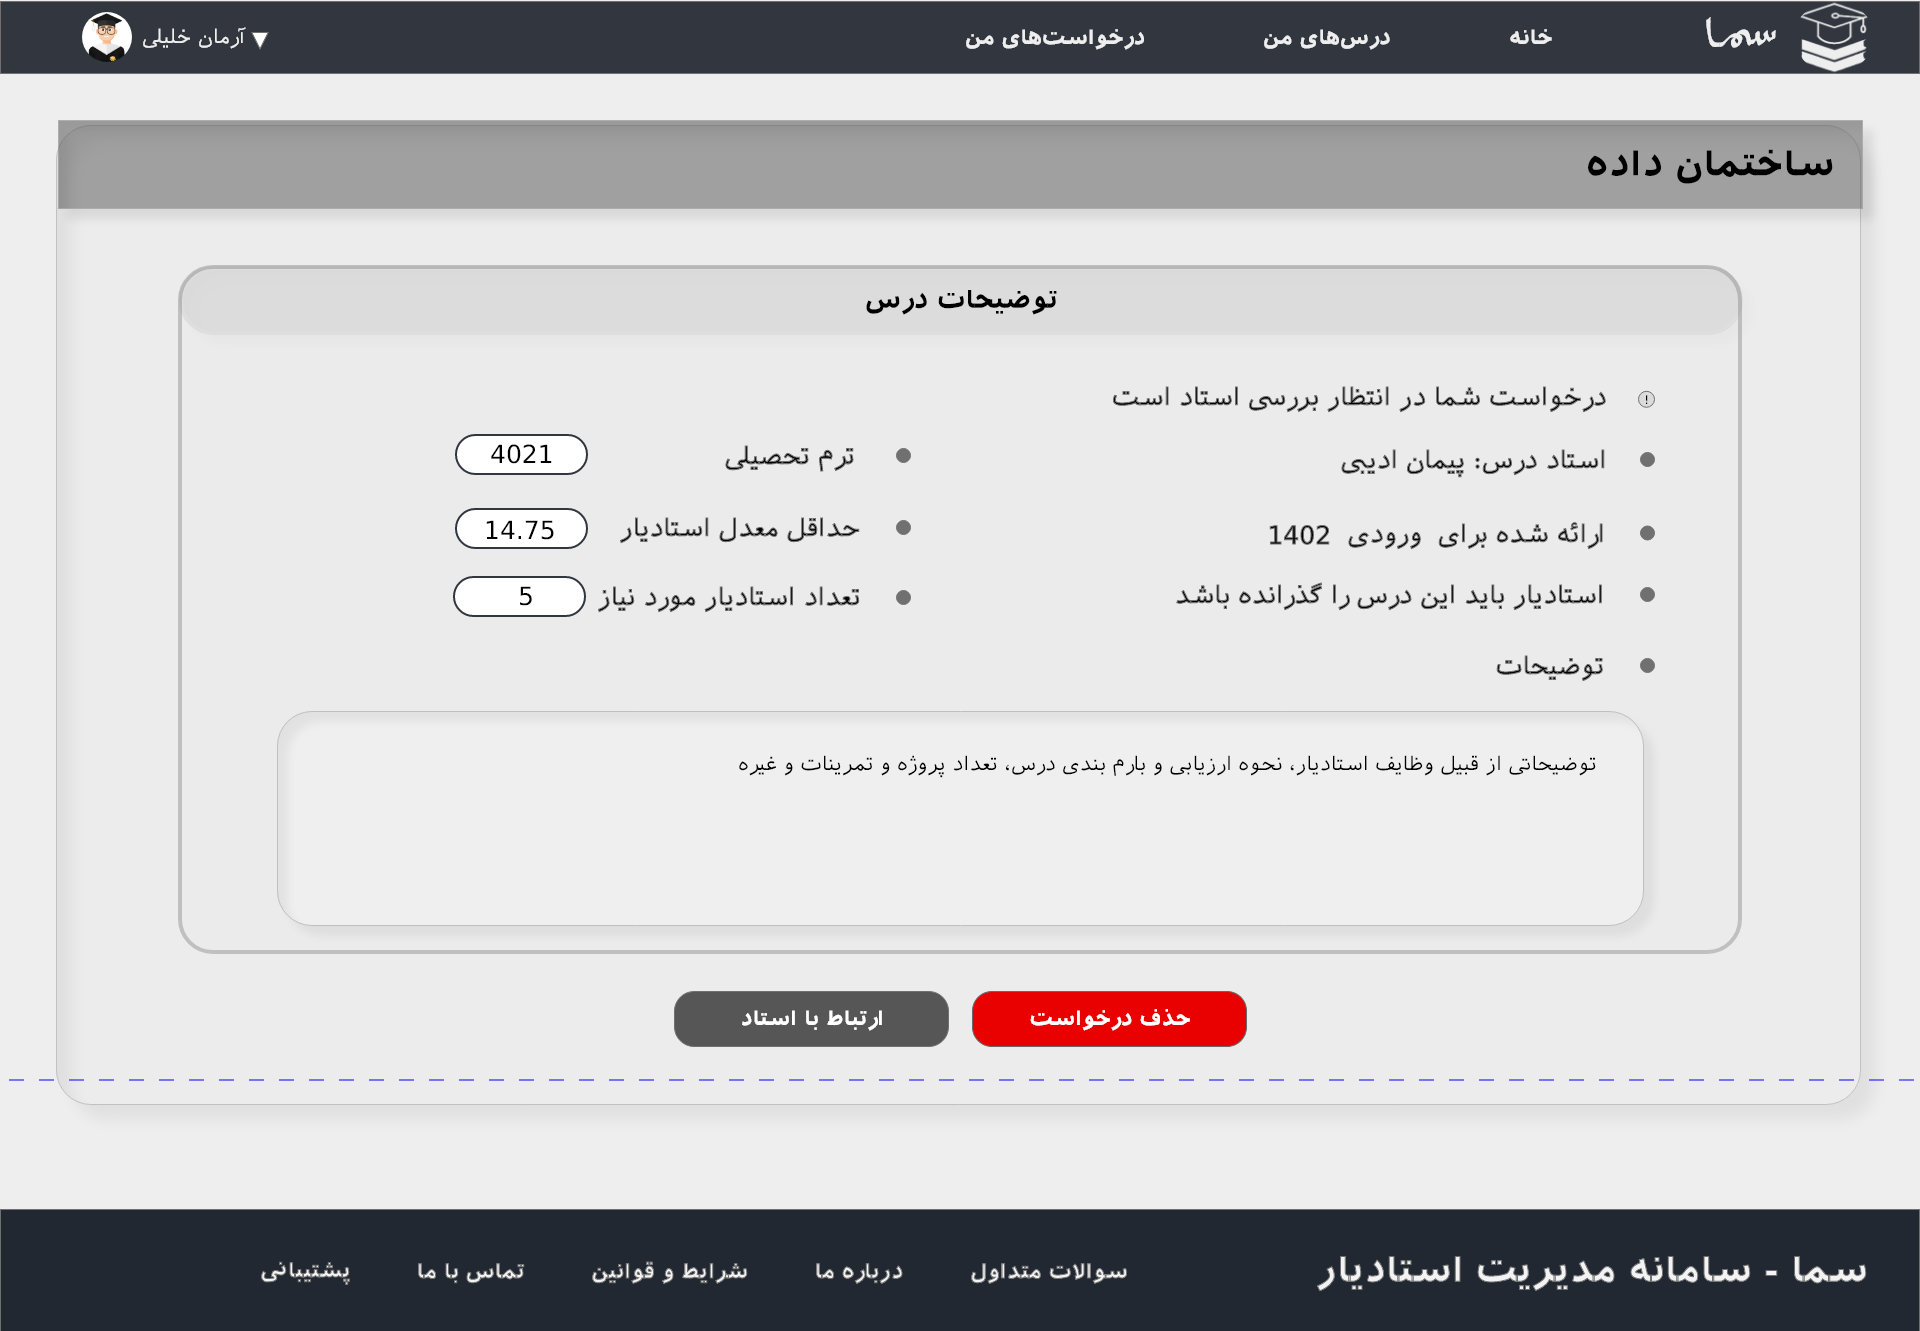 سما
خانه
درس‌های من
درخواست‌های من
آرمان خلیلی
ساختمان داده
توضیحات درس
درخواست شما در انتظار بررسی استاد است
استاد درس: پیمان ادیبی
ارائه شده برای ورودی 1402
استادیار باید این درس را گذرانده باشد
توضیحات
ترم تحصیلی
4021
حداقل معدل استادیار
14.75
تعداد استادیار مورد نیاز
5
توضیحاتی از قبیل وظایف استادیار، نحوه ارزیابی و بارم بندی درس، تعداد پروژه و تمرینات و غیره
حذف درخواست
ارتباط با استاد
سما - سامانه مدیریت استادیار
سوالات متداول
درباره ما
شرایط و قوانین
تماس با ما
پشتیبانی